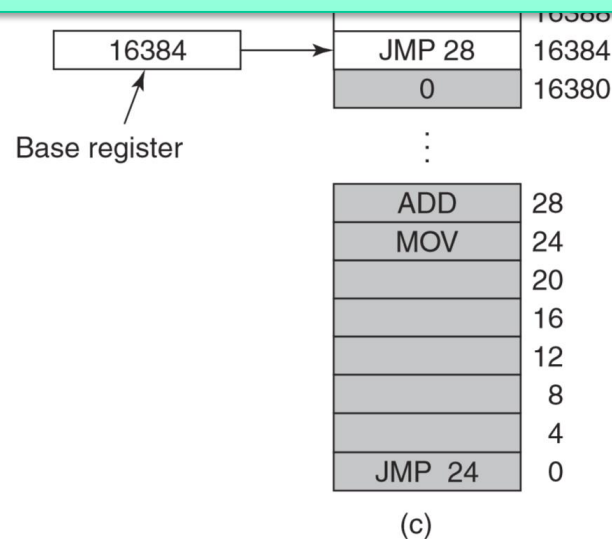 16384 JMP 28 16384
0 16380
Base register
ADD 28
MOV 24
20
16
12
8
4
JMP 24 0
(c)